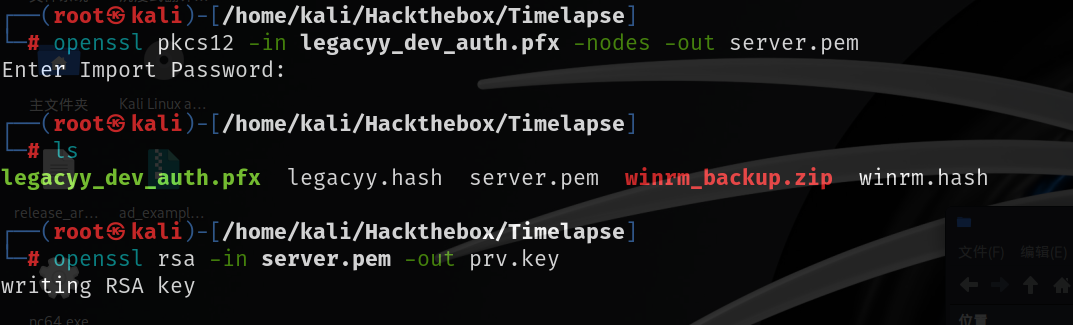 ┌──(root㉿kali)-[/home/kali/Hackthebox/Timelapse]
└─# openssl pkcs12 -in legacyy_dev_auth.pfx -nodes -out server.pem
Enter Import Password:
主文件夹 Kali Linux a...
┌──(root㉿kali)-[/home/kali/Hackthebox/Timelapse]
└─# ls
legacyy_dev_auth.pfx legacyy.hash server.pem winrm_backup.zip winrm.hash
release_ar... ad_exampl...
┌──(root㉿kali)-[/home/kali/Hackthebox/Timelapse]
└─# openssl rsa -in server.pem -out prv.key
文件(F) 编辑(E)
writing RSA key
nc64.exe